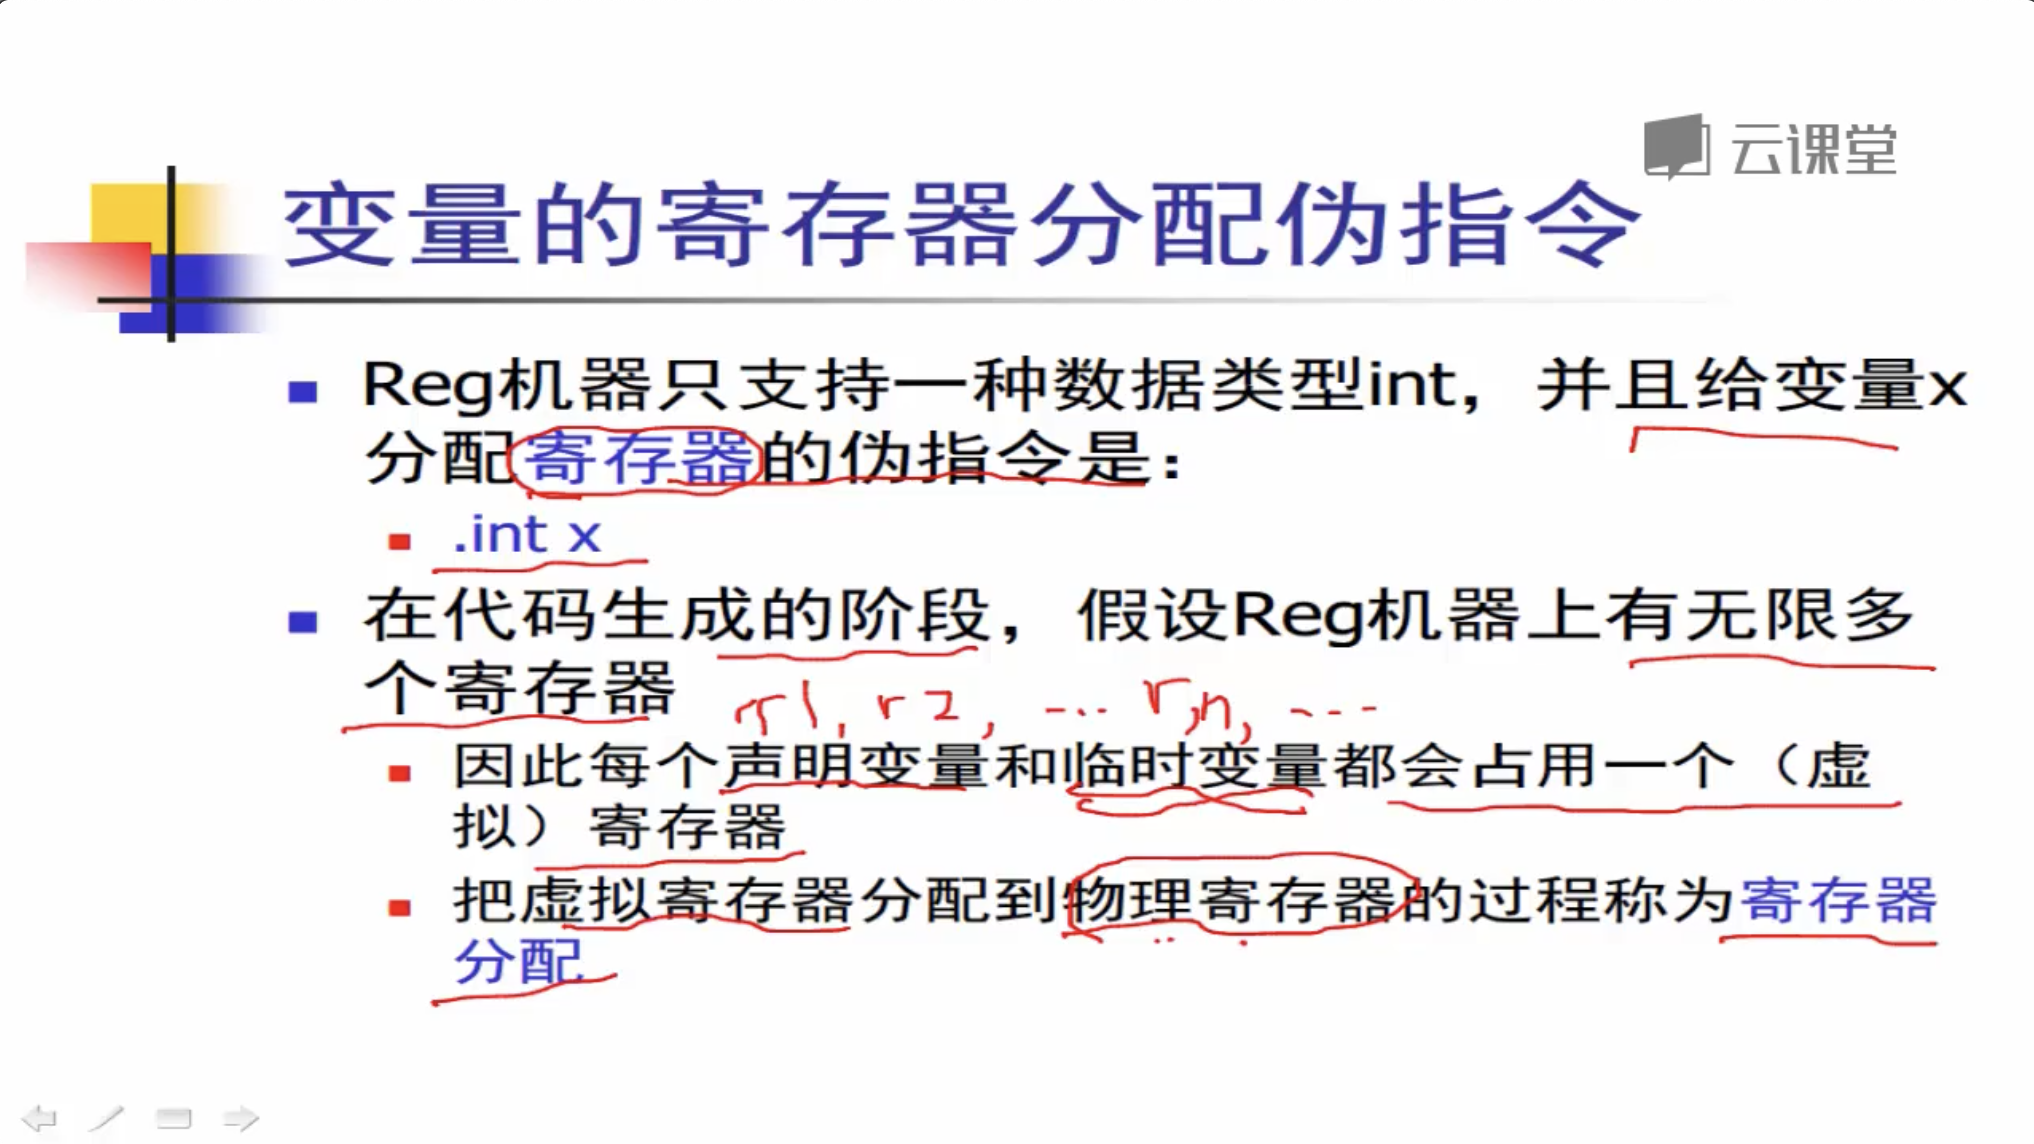 云课堂
变量的寄存器分配伪指令
Reg机器只支持一种数据类型int，并且给变量x
分配寄存器的伪指令是：
.int x
在代码生成的阶段，假设Reg机器上有无限多
个寄存器
r1, r2, ... r,n, ...
因此每个声明变量和临时变量都会占用一个（虚
拟）寄存器
把虚拟寄存器分配到物理寄存器的过程称为寄存器
分配